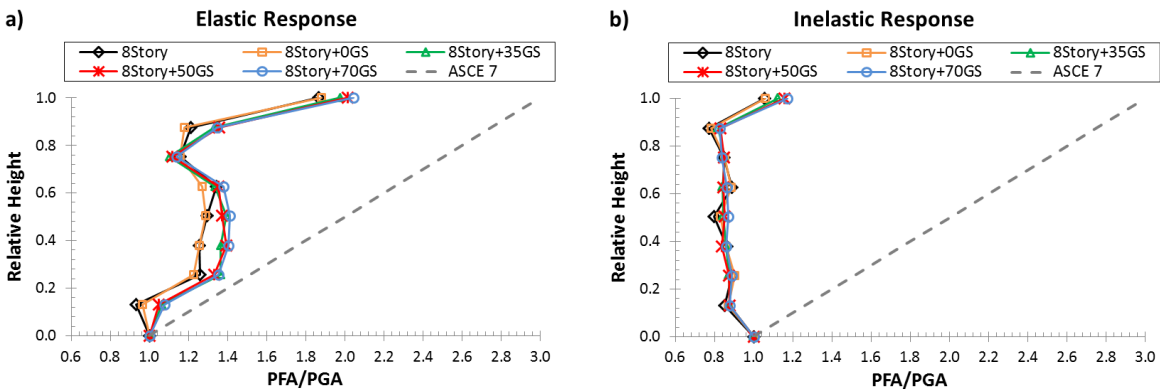 a) Elastic Response
8Story 8Story+0GS 8Story+35GS
8Story+50GS 8Story+70GS ASCE 7
1.0
0.8
0.6
0.4
0.2
0.0
Relative Height
0.6 0.8 1.0 1.2 1.4 1.6 1.8 2.0 2.2 2.4 2.6 2.8 3.0
PFA/PGA
b) Inelastic Response
8Story 8Story+0GS 8Story+35GS
8Story+50GS 8Story+70GS ASCE 7
1.0
0.8
0.6
0.4
0.2
0.0
Relative Height
0.6 0.8 1.0 1.2 1.4 1.6 1.8 2.0 2.2 2.4 2.6 2.8 3.0
PFA/PGA